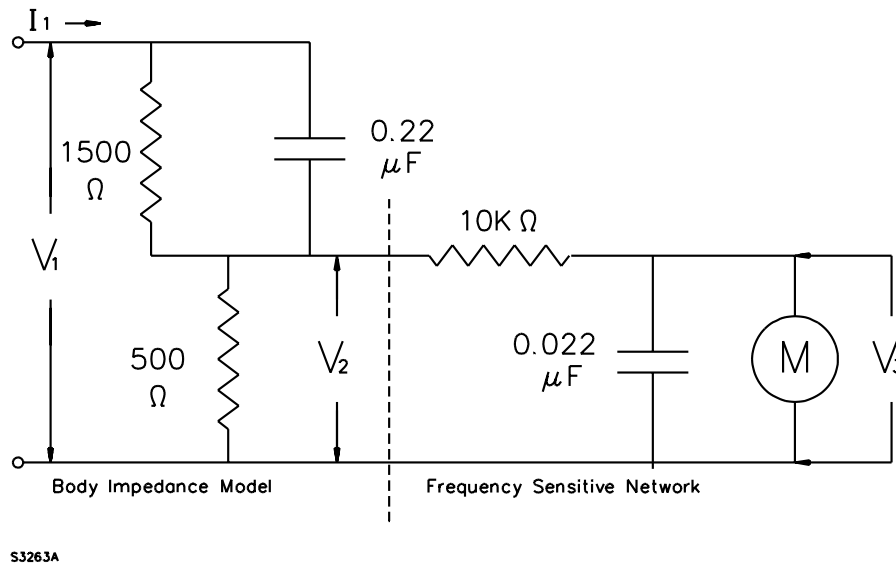 I1
1500
Ω
0.22
μF
10K Ω
V1
500
Ω
V2
0.022
μF
M
V3
Body Impedance Model
Frequency Sensitive Network
S3263A